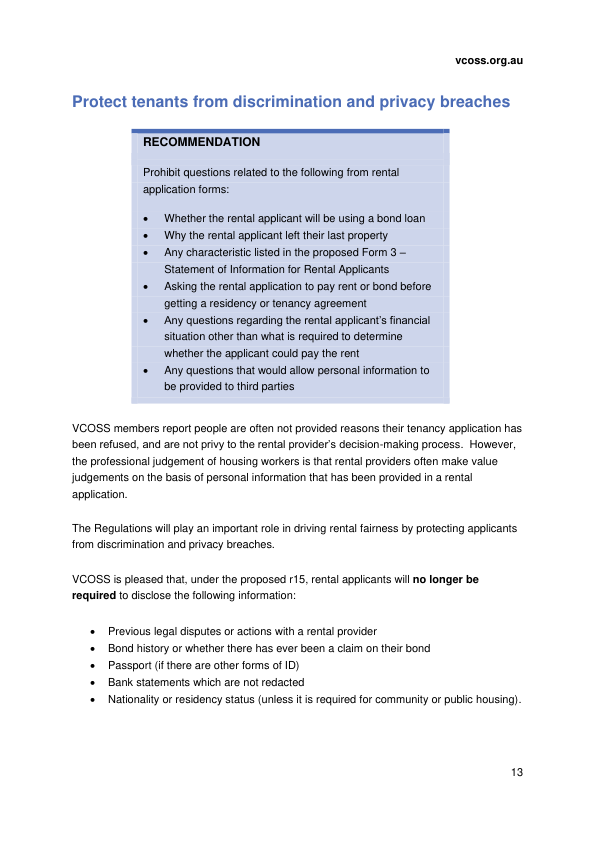 vcoss.org.au
Protect tenants from discrimination and privacy breaches
RECOMMENDATION
Prohibit questions related to the following from rental
application forms:
• Whether the rental applicant will be using a bond loan
• Why the rental applicant left their last property
• Any characteristic listed in the proposed Form 3 –
Statement of Information for Rental Applicants
• Asking the rental application to pay rent or bond before
getting a residency or tenancy agreement
• Any questions regarding the rental applicant's financial
situation other than what is required to determine
whether the applicant could pay the rent
• Any questions that would allow personal information to
be provided to third parties
VCOSS members report people are often not provided reasons their tenancy application has
been refused, and are not privy to the rental provider's decision-making process.  However,
the professional judgement of housing workers is that rental providers often make value
judgements on the basis of personal information that has been provided in a rental
application.
The Regulations will play an important role in driving rental fairness by protecting applicants
from discrimination and privacy breaches.
VCOSS is pleased that, under the proposed r15, rental applicants will no longer be
required to disclose the following information:
• Previous legal disputes or actions with a rental provider
• Bond history or whether there has ever been a claim on their bond
• Passport (if there are other forms of ID)
• Bank statements which are not redacted
• Nationality or residency status (unless it is required for community or public housing).
13